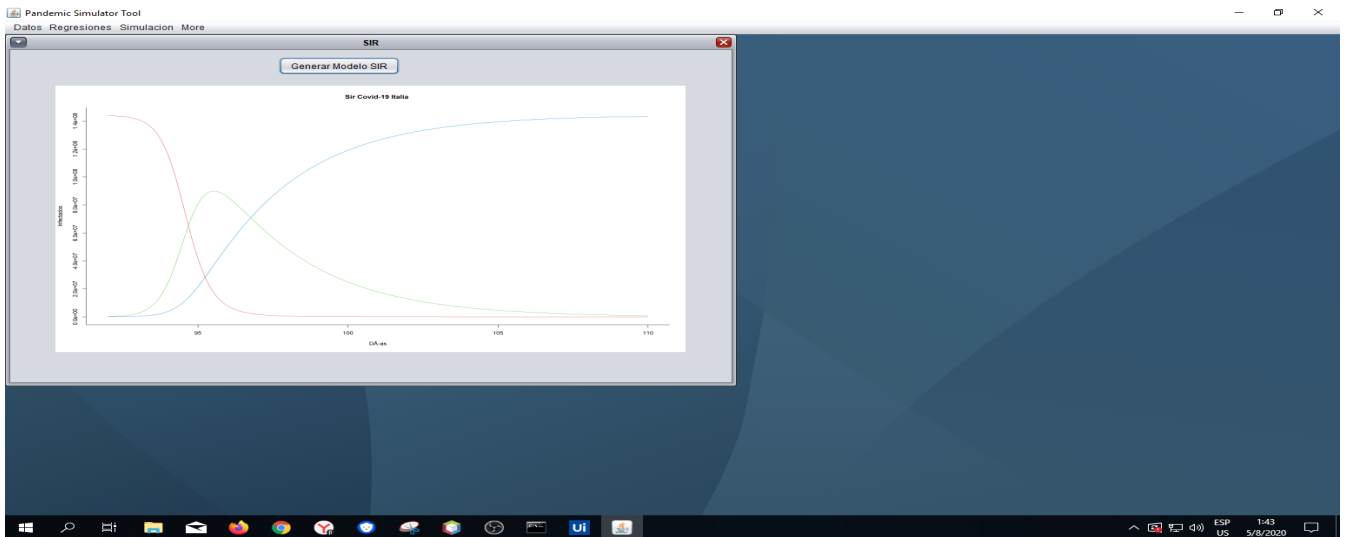 Pandemic Simulator Tool
Datos Regresiones Simulacion More
SIR
Generar Modelo SIR
Sir Covid-19 Italia
1.4e+08
1.2e+08
1.0e+08
8.0e+07
6.0e+07
4.0e+07
2.0e+07
0.0e+00
Infectados
95 100 105 110
DÃ-as
Ui
ESP
US
1:43
5/8/2020